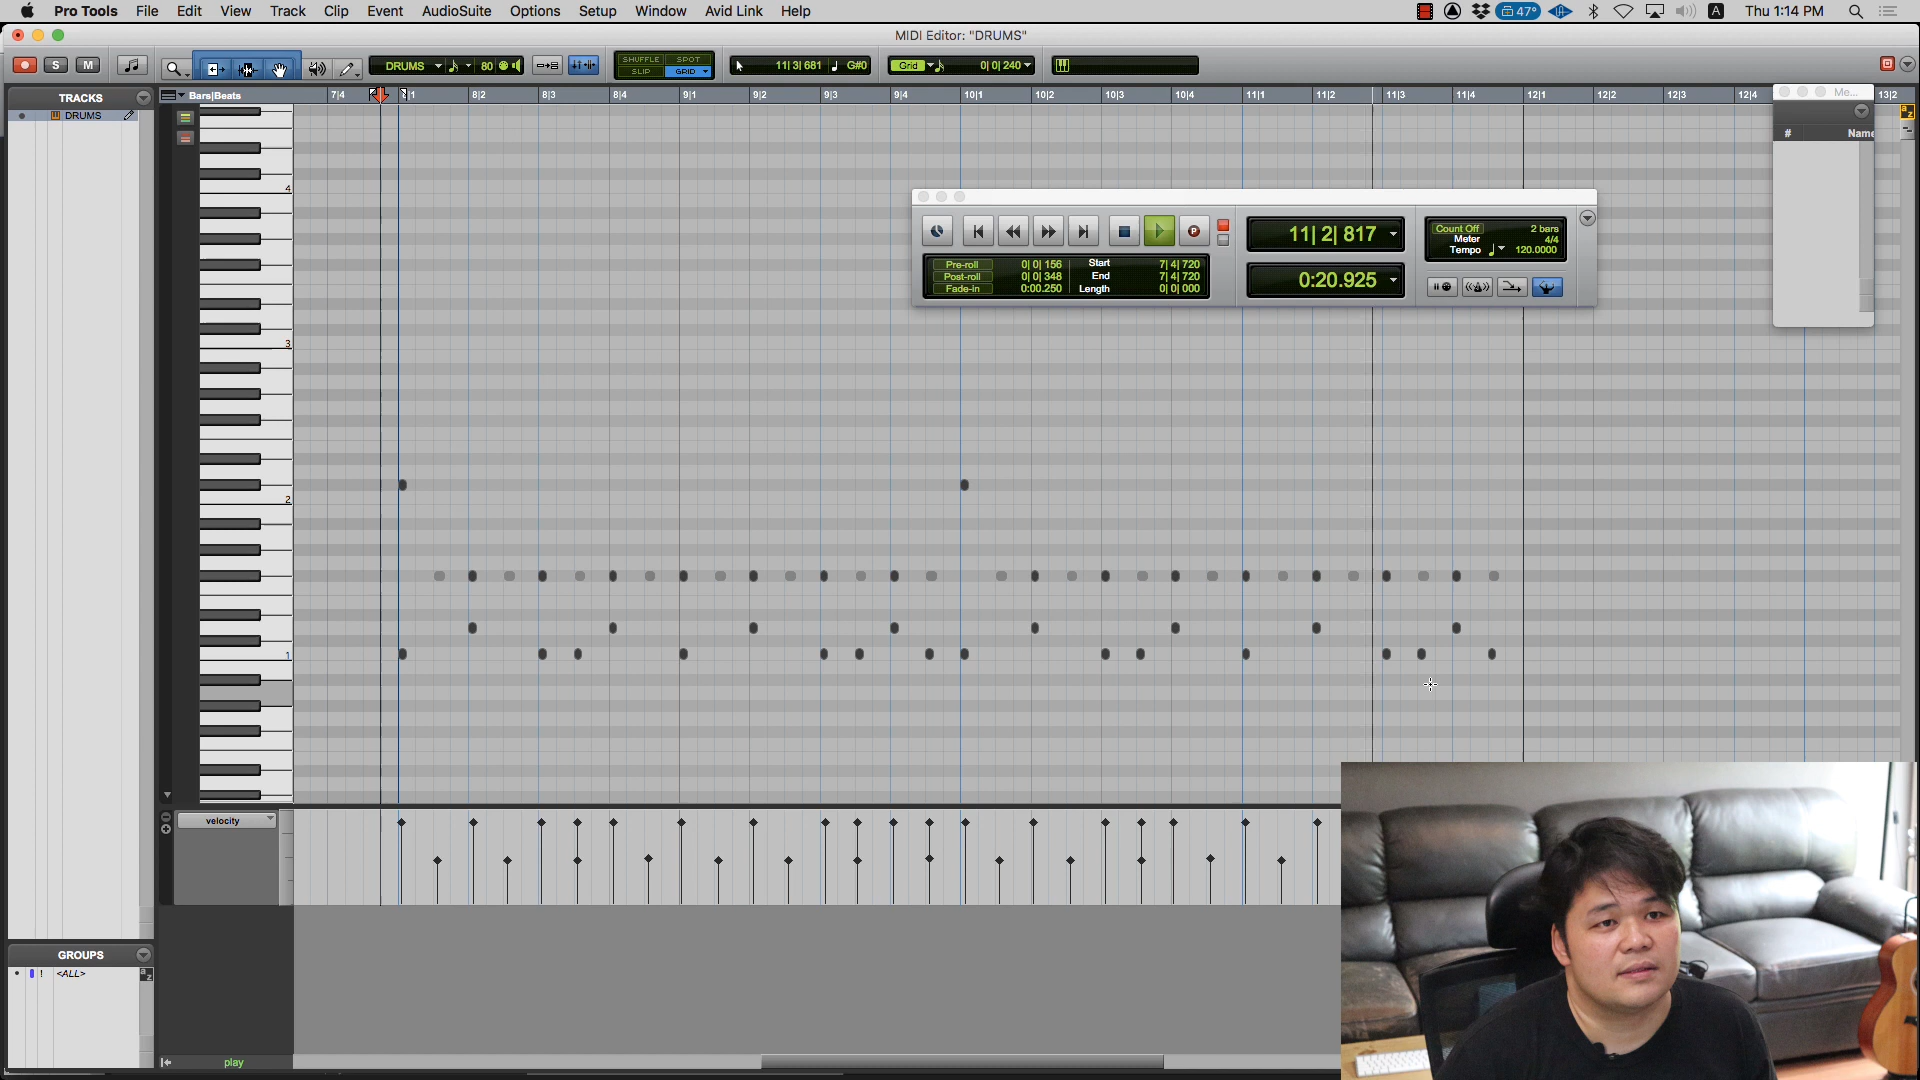 Pro Tools File Edit View Track Clip Event AudioSuite Options Setup Window Avid Link Help 47° A Thu 1:14 PM
MIDI Editor: "DRUMS"
S M DRUMS 80 SHUFFLE SPOT SLIP GRID 11| 3| 681 G#0 Grid 0| 0| 240
TRACKS Bars|Beats 7|4 8|1 8|2 8|3 8|4 9|1 9|2 9|3 9|4 10|1 10|2 10|3 10|4 11|1 11|2 11|3 11|4 12|1 12|2 12|3 12|4 13|2
Me...
DRUMS
# Name
a z
4
3
2
1
11| 2| 817
0:20.925
Count Off 2 bars
Meter 4/4
Tempo 120.0000
Pre-roll 0| 0| 156 Start 7| 4| 720
Post-roll 0| 0| 348 End 7| 4| 720
Fade-in 0:00.250 Length 0| 0| 000
velocity
GROUPS
! <ALL> a z
play